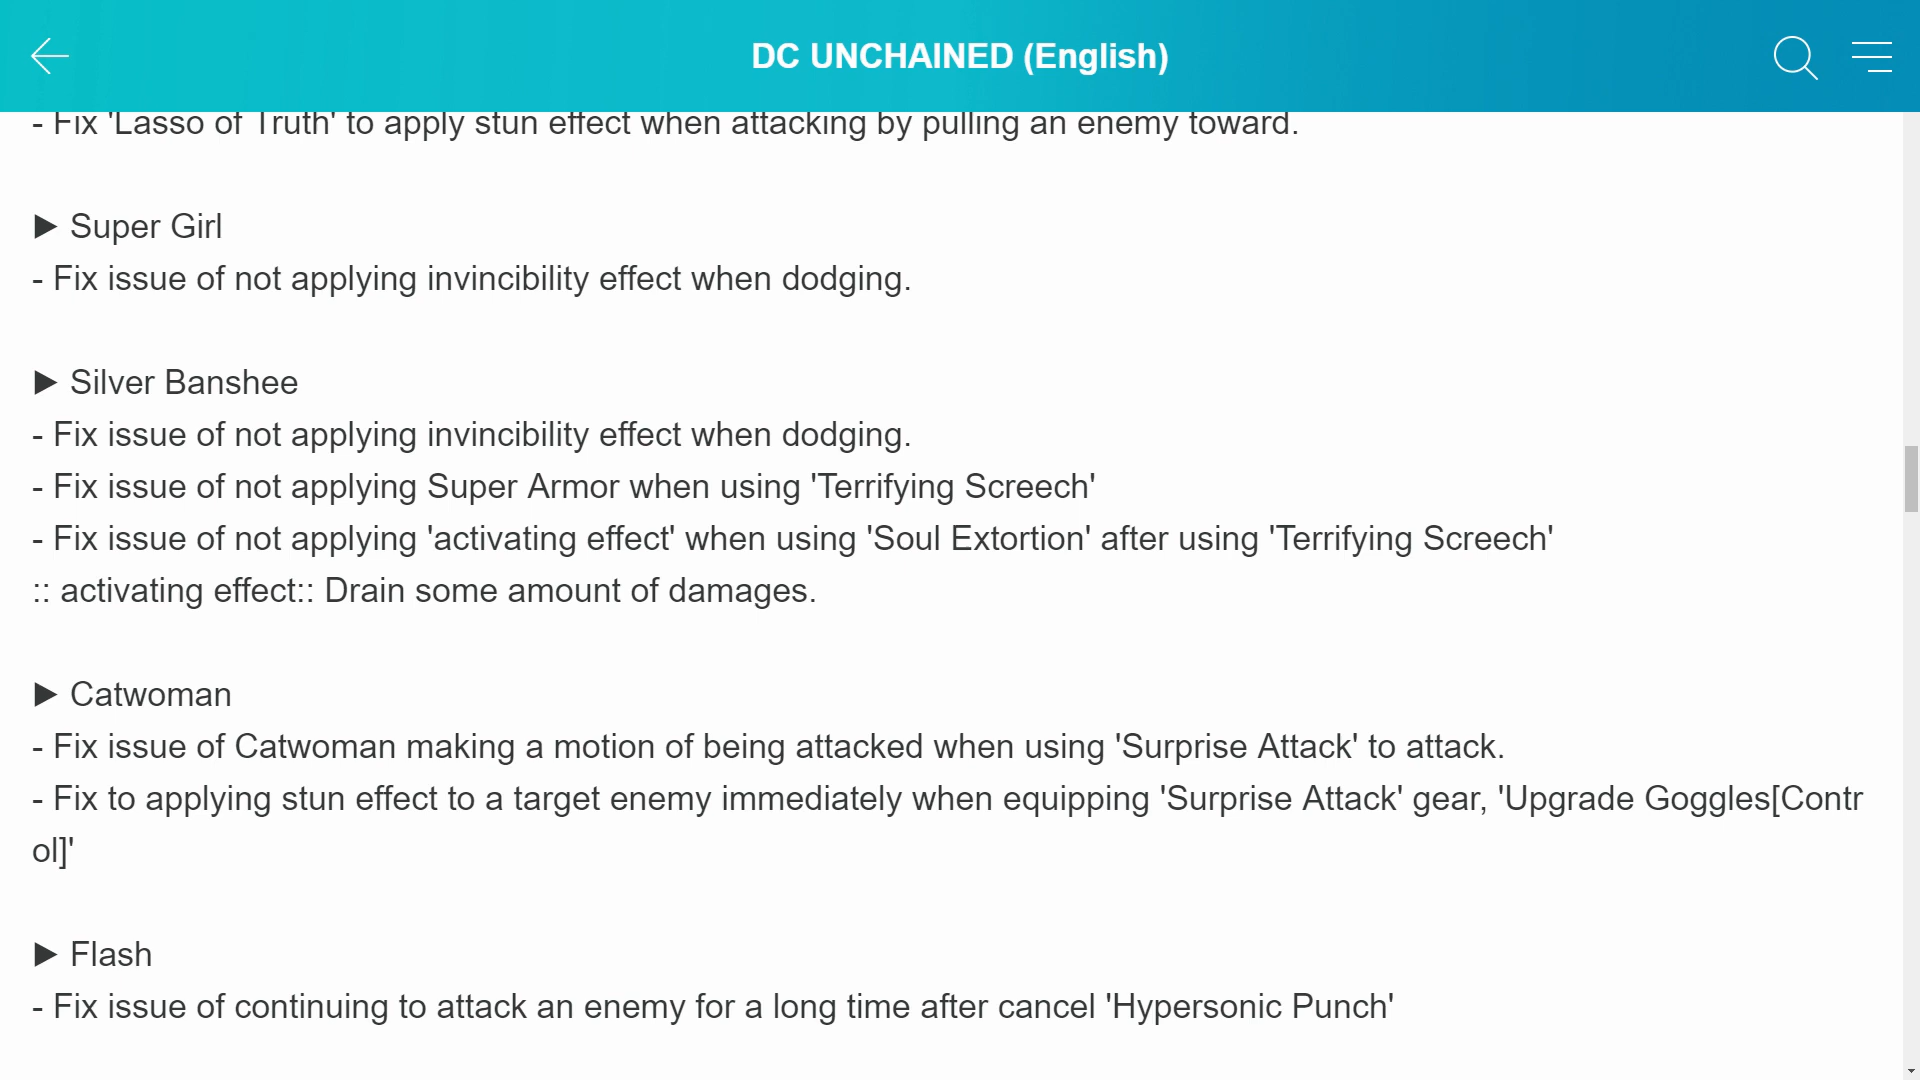 DC UNCHAINED (English)
- Fix 'Lasso of Truth' to apply stun effect when attacking by pulling an enemy toward.
▶ Super Girl
- Fix issue of not applying invincibility effect when dodging.
▶ Silver Banshee
- Fix issue of not applying invincibility effect when dodging.
- Fix issue of not applying Super Armor when using 'Terrifying Screech'
- Fix issue of not applying 'activating effect' when using 'Soul Extortion' after using 'Terrifying Screech'
:: activating effect:: Drain some amount of damages.
▶ Catwoman
- Fix issue of Catwoman making a motion of being attacked when using 'Surprise Attack' to attack.
- Fix to applying stun effect to a target enemy immediately when equipping 'Surprise Attack' gear, 'Upgrade Goggles[Contr
ol]'
▶ Flash
- Fix issue of continuing to attack an enemy for a long time after cancel 'Hypersonic Punch'